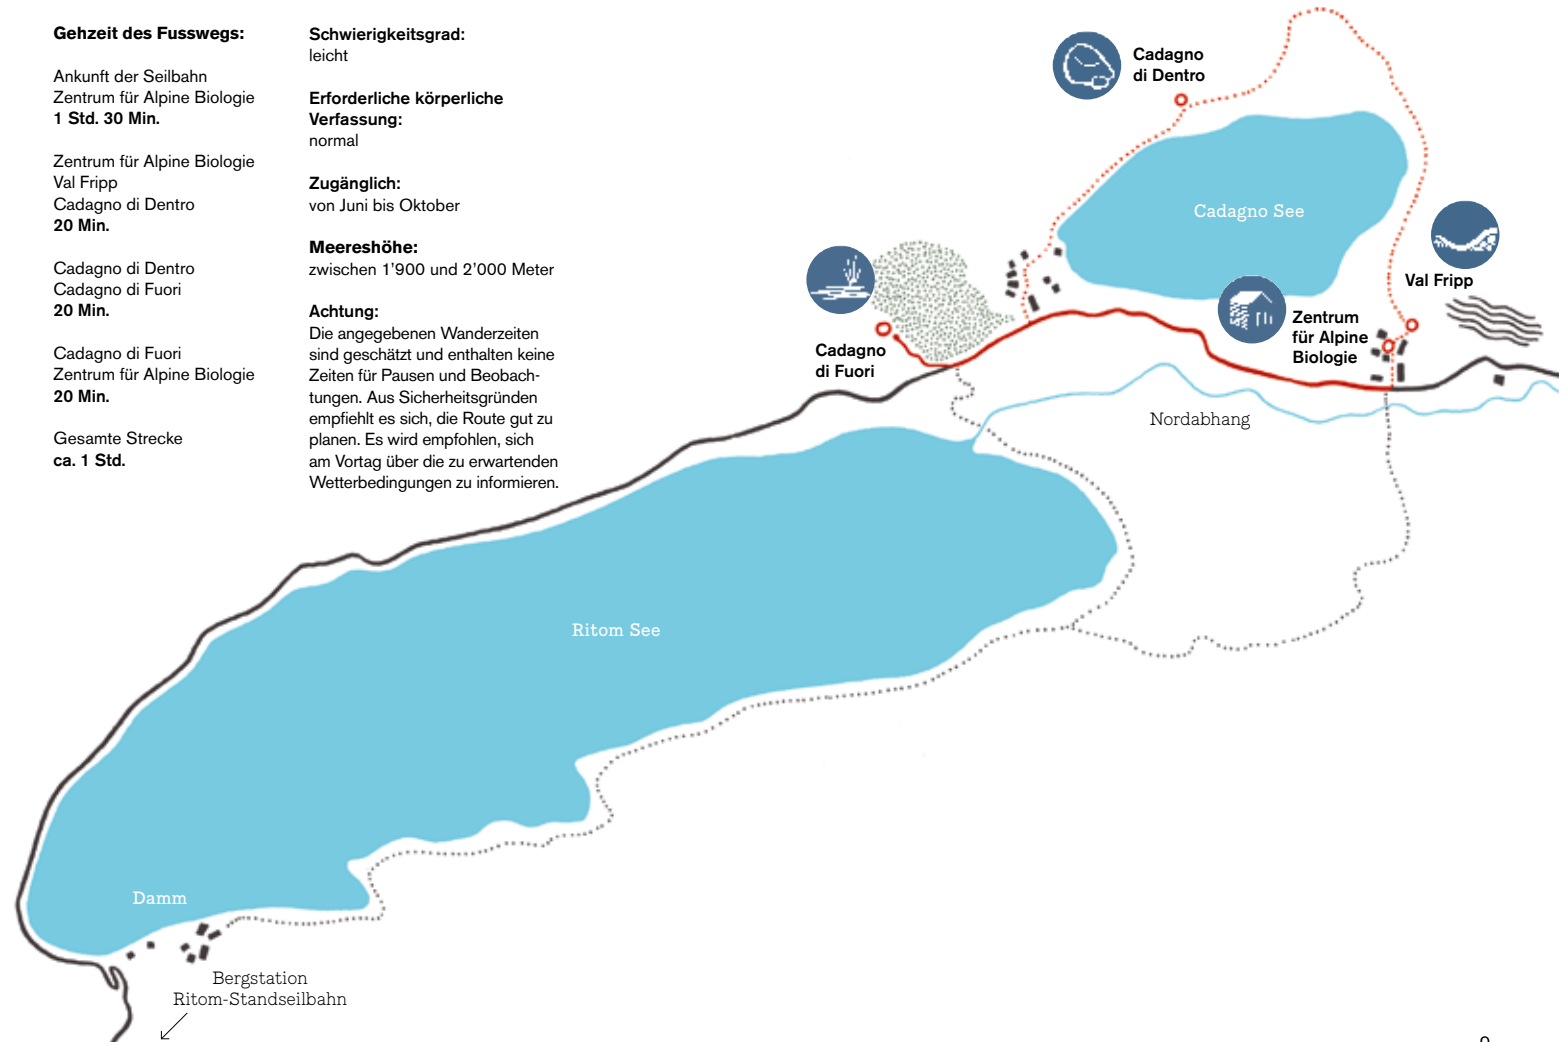 Gehzeit des Fusswegs:
Ankunft der Seilbahn
Zentrum für Alpine Biologie
1 Std. 30 Min.
Zentrum für Alpine Biologie
Val Fripp
Cadagno di Dentro
20 Min.
Cadagno di Dentro
Cadagno di Fuori
20 Min.
Cadagno di Fuori
Zentrum für Alpine Biologie
20 Min.
Gesamte Strecke
ca. 1 Std.
Schwierigkeitsgrad:
leicht
Erforderliche körperliche
Verfassung:
normal
Zugänglich:
von Juni bis Oktober
Meereshöhe:
zwischen 1’900 und 2’000 Meter
Achtung:
Die angegebenen Wanderzeiten
sind geschätzt und enthalten keine
Zeiten für Pausen und Beobach-
tungen. Aus Sicherheitsgründen
empfiehlt es sich, die Route gut zu
planen. Es wird empfohlen, sich
am Vortag über die zu erwartenden
Wetterbedingungen zu informieren.
Cadagno
di Dentro
Cadagno See
Val Fripp
Zentrum
für Alpine
Biologie
Cadagno
di Fuori
Nordabhang
Ritom See
Damm
Bergstation
Ritom-Standseilbahn